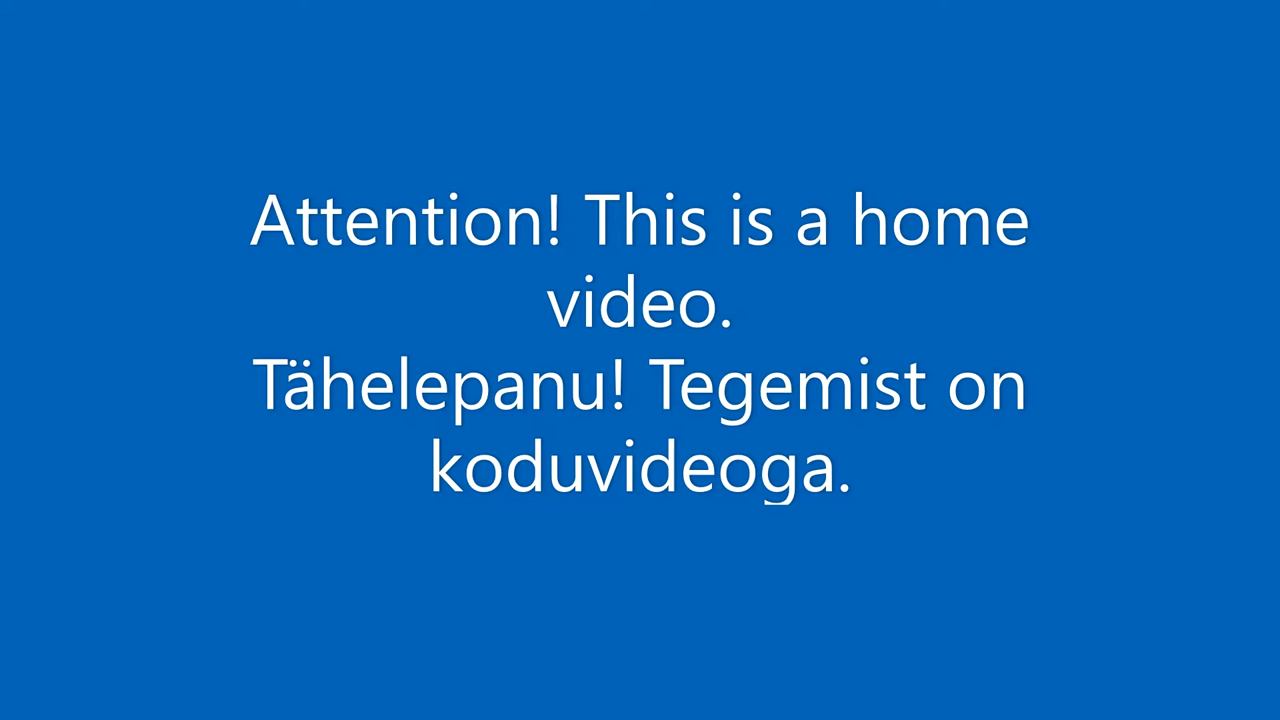 Attention! This is a home
video.
Tähelepanu! Tegemist on
koduvideoga.